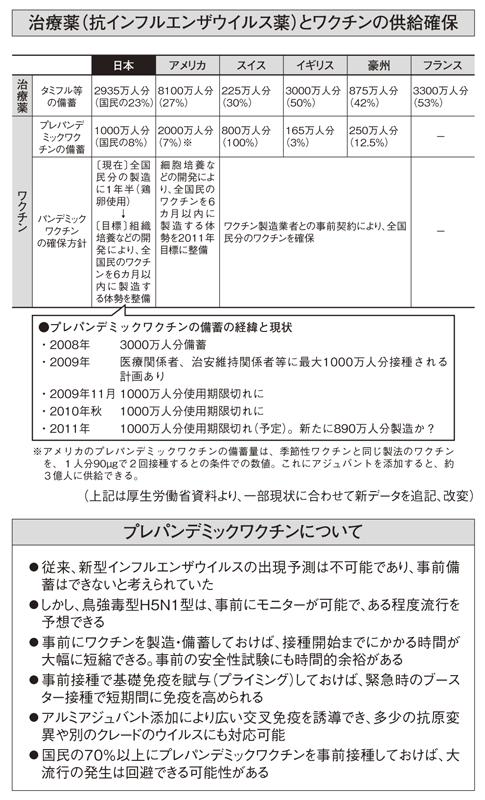 治療薬(抗インフルエンザウイルス薬)とワクチンの供給確保
日本
アメリカ
スイス
イギリス
豪州
フランス
治療薬
タミフル等
の備蓄
2935万人分
(国民の23%)
8100万人分
(27%)
225万人分
(30%)
3000万人分
(50%)
875万人分
(42%)
3300万人分
(53%)
ワクチン
プレパンデ
ミックワク
チンの備蓄
1000万人分
(国民の8%)
2000万人分
(7%)※
800万人分
(100%)
165万人分
(3%)
250万人分
(12.5%)
－
パンデミック
ワクチン
の確保方針
〔現在〕全国
民分の製造
に1年半(鶏
卵使用)
↓
〔目標〕組織
培養などの開
発により、全国
民のワクチン
を6カ月以内
に製造す
る体勢を整備
細胞培養な
どの開発によ
り、全国民の
ワクチンを6
カ月以内に
製造する体
勢を2011年
目標に整備
ワクチン製造業者との事前契約により、全国
民分のワクチンを確保
－
●プレパンデミックワクチンの備蓄の経緯と現状
・2008年 3000万人分備蓄
・2009年 医療関係者、治安維持関係者等に最大1000万人分接種される
計画あり
・2009年11月 1000万人分使用期限切れに
・2010年秋 1000万人分使用期限切れに
・2011年 1000万人分使用期限切れ(予定)。新たに890万人分製造か？
※アメリカのプレパンデミックワクチンの備蓄量は、季節性ワクチンと同じ製法のワクチン
を、1人分90μgで2回接種するとの条件での数値。これにアジュバントを添加すると、約
3億人に供給できる。
(上記は厚生労働省資料より、一部現状に合わせて新データを追記、改変)
プレパンデミックワクチンについて
●従来、新型インフルエンザウイルスの出現予測は不可能であり、事前備
蓄はできないと考えられていた
●しかし、鳥強毒型H5N1型は、事前にモニターが可能で、ある程度流行を
予想できる
●事前にワクチンを製造・備蓄しておけば、接種開始までにかかる時間が
大幅に短縮できる。事前の安全性試験にも時間的余裕がある
●事前接種で基礎免疫を賦与(プライミング)しておけば、緊急時のブース
ター接種で短期間に免疫を高められる
●アルミアジュバント添加により広い交叉免疫を誘導でき、多少の抗原変
異や別のクレードのウイルスにも対応可能
●国民の70%以上にプレパンデミックワクチンを事前接種しておけば、大
流行の発生は回避できる可能性がある